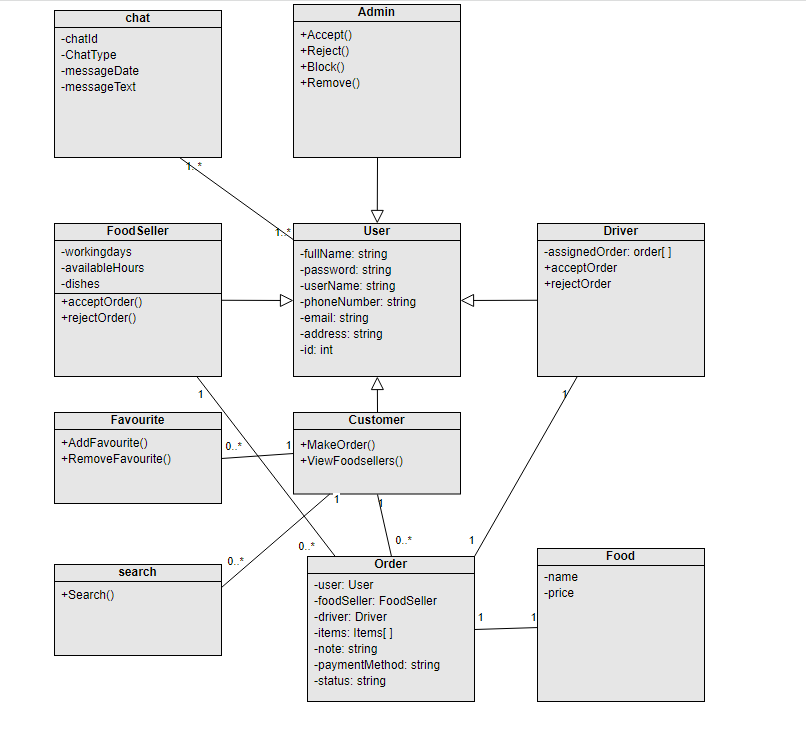 chat
-chatId
-ChatType
-messageDate
-messageText
Admin
+Accept()
+Reject()
+Block()
+Remove()
1..*
1..*
FoodSeller
-workingdays
-availableHours
-dishes
+acceptOrder()
+rejectOrder()
User
-fullName: string
-password: string
-userName: string
-phoneNumber: string
-email: string
-address: string
-id: int
Driver
-assignedOrder: order[ ]
+acceptOrder
+rejectOrder
1
1
Favourite
+AddFavourite()
+RemoveFavourite()
0..*
1
Customer
+MakeOrder()
+ViewFoodsellers()
1
1
0..*
0..*
0..*
1
search
+Search()
Order
-user: User
-foodSeller: FoodSeller
-driver: Driver
-items: Items[ ]
-note: string
-paymentMethod: string
-status: string
1
1
Food
-name
-price